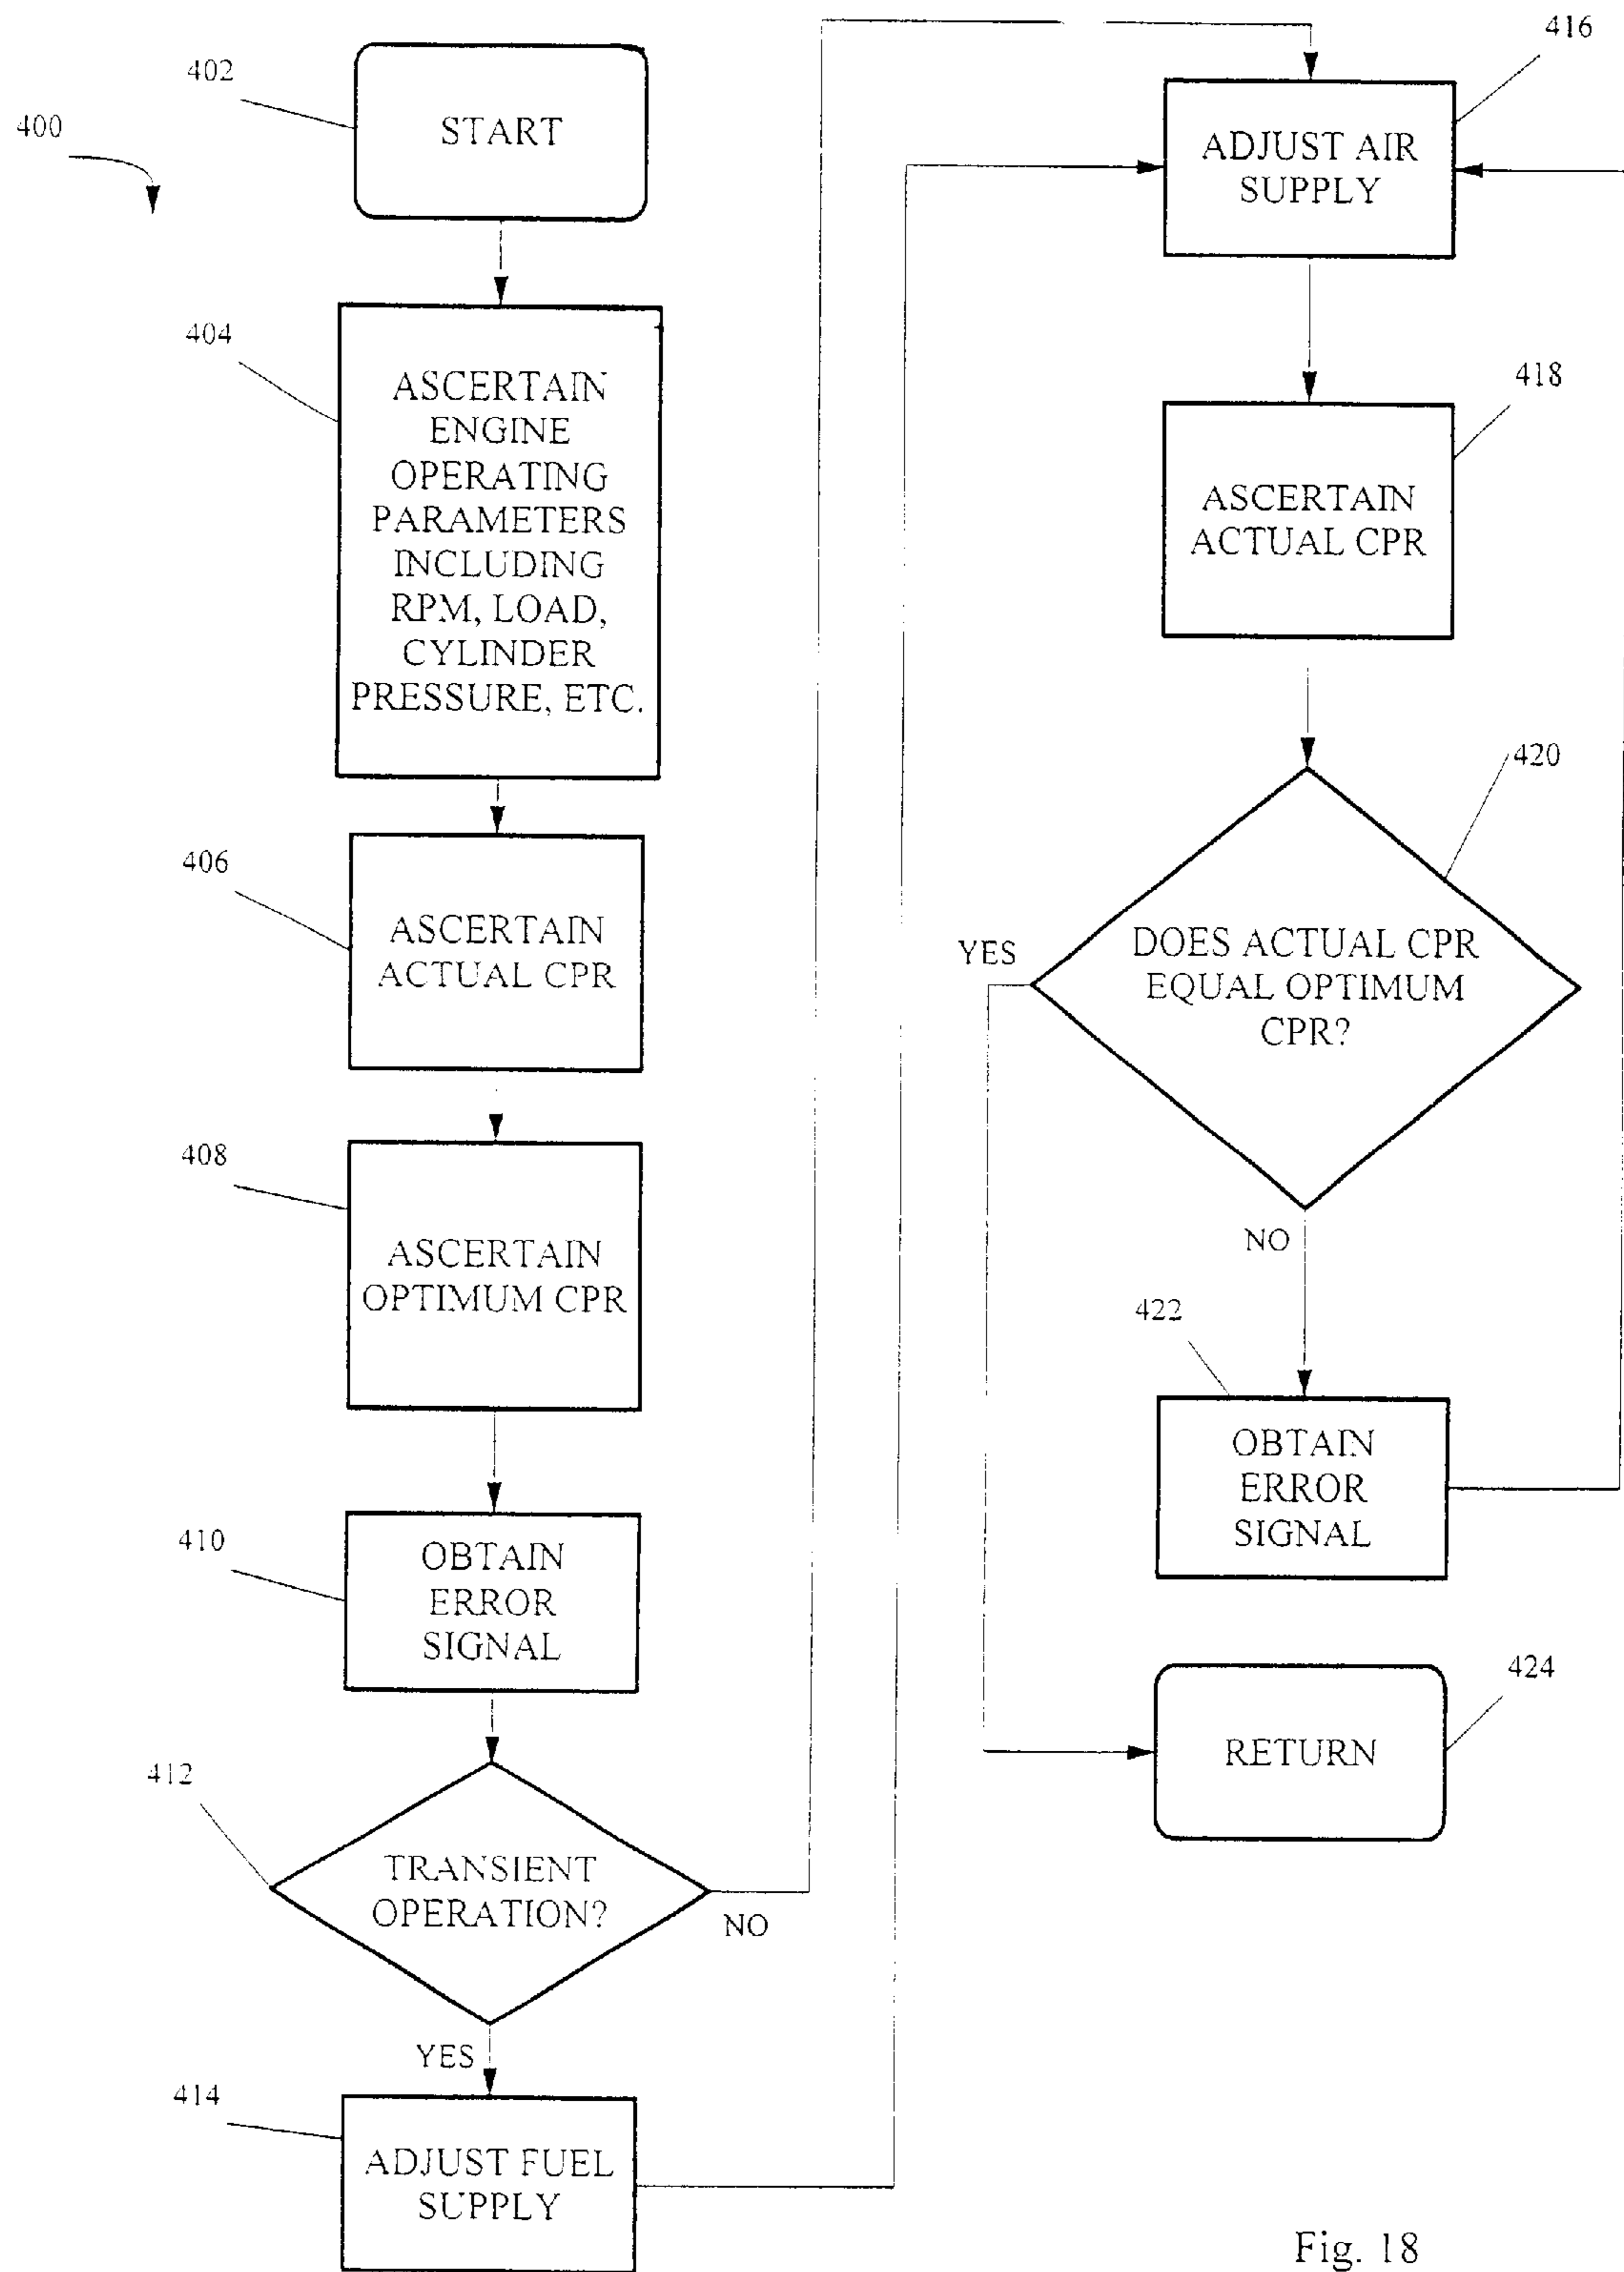 400
402
START
404
ASCERTAIN
ENGINE
OPERATING
PARAMETERS
INCLUDING
RPM, LOAD,
CYLINDER
PRESSURE, ETC.
406
ASCERTAIN
ACTUAL CPR
408
ASCERTAIN
OPTIMUM CPR
410
OBTAIN
ERROR
SIGNAL
412
TRANSIENT
OPERATION?
NO
YES
414
ADJUST FUEL
SUPPLY
416
ADJUST AIR
SUPPLY
418
ASCERTAIN
ACTUAL CPR
420
DOES ACTUAL CPR
EQUAL OPTIMUM
CPR?
YES
NO
422
OBTAIN
ERROR
SIGNAL
424
RETURN
Fig. 18